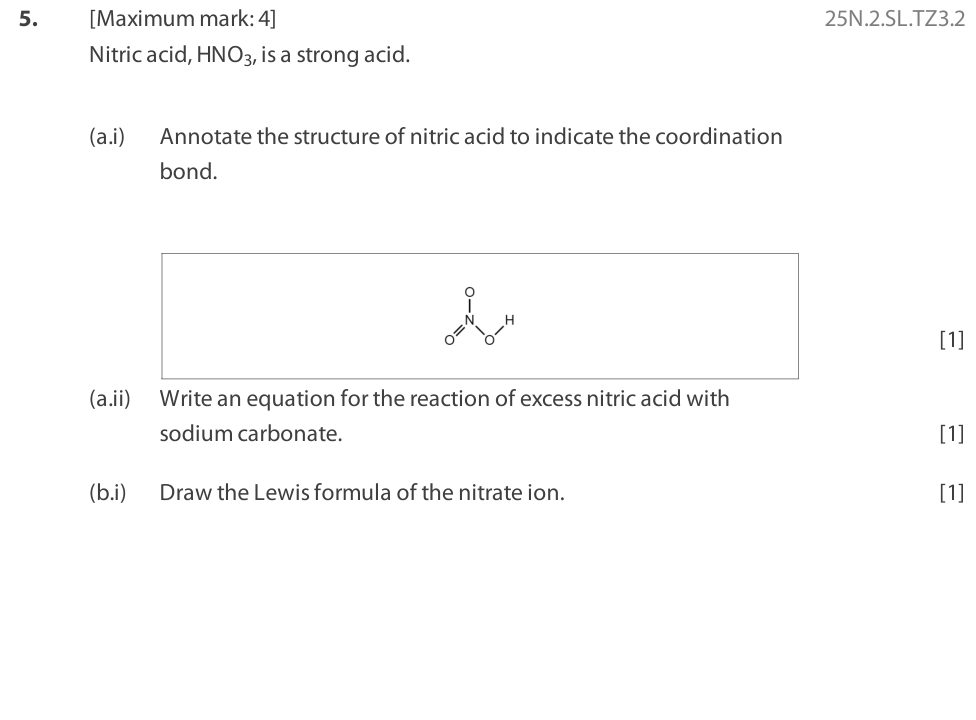 5. [Maximum mark: 4] 25N.2.SL.TZ3.2
Nitric acid, HNO₃, is a strong acid.
(a.i) Annotate the structure of nitric acid to indicate the coordination
bond.
O
N H
O O
[1]
(a.ii) Write an equation for the reaction of excess nitric acid with
sodium carbonate. [1]
(b.i) Draw the Lewis formula of the nitrate ion. [1]